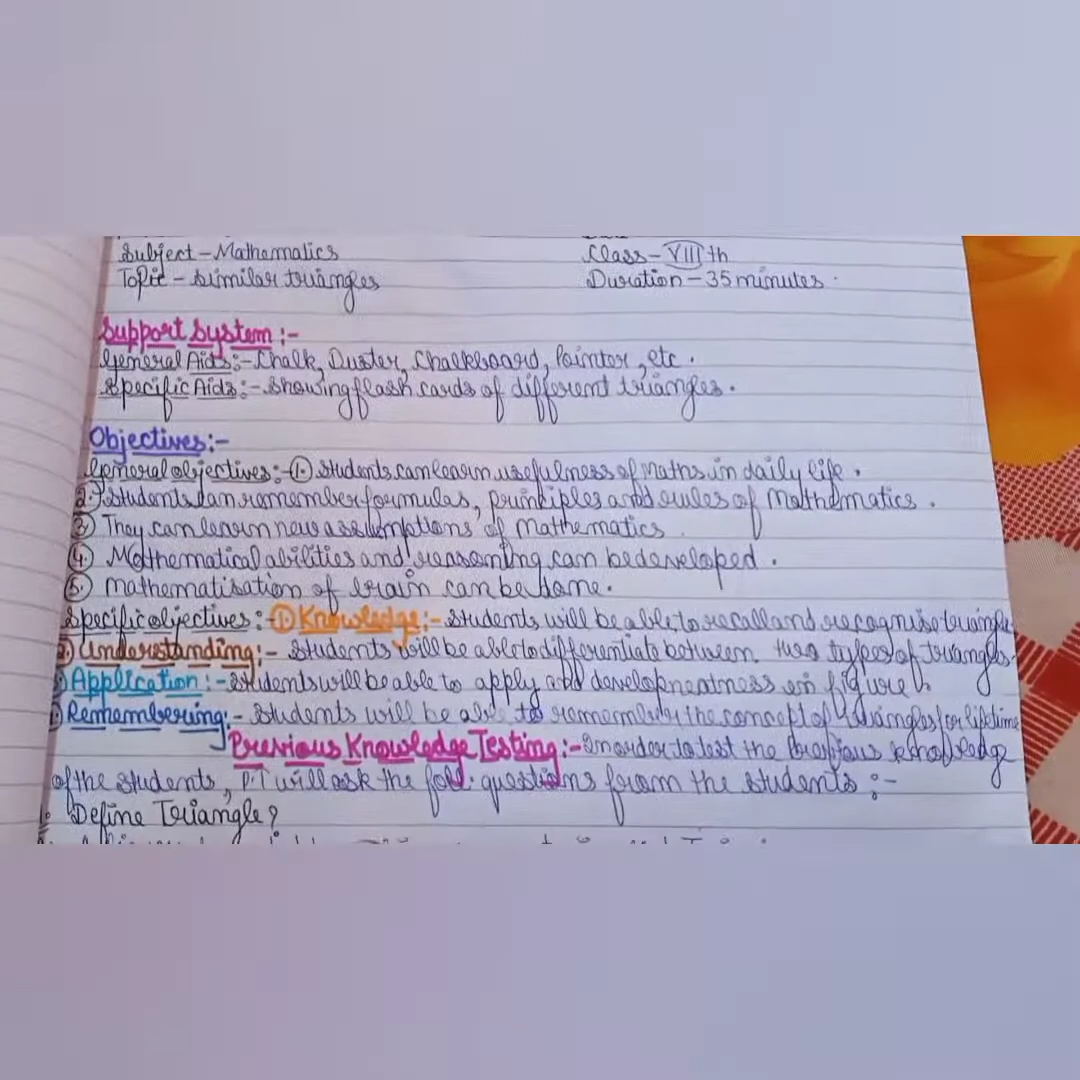 Subject - Mathematics Class - VIII th
Topic - Similar triangles Duration - 35 minutes.
Support System :-
General Aids :- Chalk, Duster, Chalkboard, Pointer, etc.
Specific Aids :- Showing flash cards of different triangles.
Objectives :-
General objectives :- 1. Students can learn usefulness of Maths in daily life.
2. Students can remember formulas, principles and rules of Mathematics.
3. They can learn new assumptions of Mathematics.
4. Mathematical abilities and reasoning can be developed.
5. Mathematisation of brain can be done.
Specific objectives :- 1. Knowledge :- Students will be able to recall and recognise triangle
Understanding :- Students will be able to differentiate between two types of triangles.
Application :- Students will be able to apply and develop neatness in figure
Remembering :- Students will be able to remember the concept of triangles for lifetime
Previous Knowledge Testing :- In order to test the previous knowledge
of the students, P.T will ask the foll. questions from the students :-
Define Triangle?